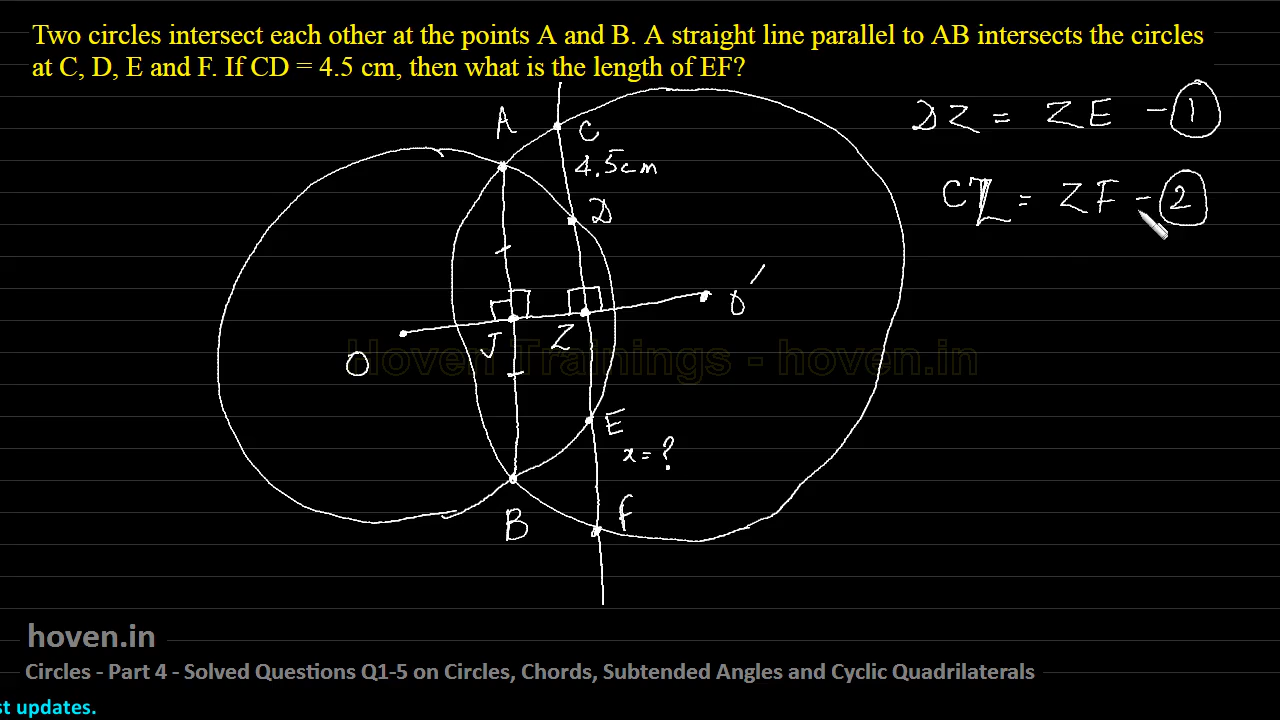 Two circles intersect each other at the points A and B. A straight line parallel to AB intersects the circles
at C, D, E and F. If CD = 4.5 cm, then what is the length of EF?
DZ = ZE - 1
CZ = ZF - 2
A
C
4.5cm
D
O'
J
Z
O
Hoven Trainings - hoven.in
E
x = ?
F
B
hoven.in
Circles - Part 4 - Solved Questions Q1-5 on Circles, Chords, Subtended Angles and Cyclic Quadrilaterals
st updates.